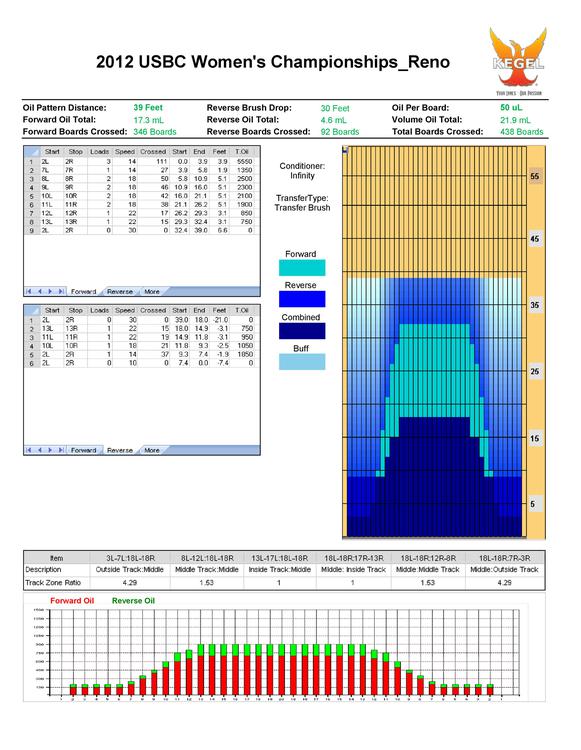 2012 USBC Women's Championships_Reno
KEGEL
Oil Pattern Distance: 39 Feet Reverse Brush Drop: 30 Feet Oil Per Board: 50 uL
Forward Oil Total: 17.3 mL Reverse Oil Total: 4.6 mL Volume Oil Total: 21.9 mL
Forward Boards Crossed: 346 Boards Reverse Boards Crossed: 92 Boards Total Boards Crossed: 438 Boards
Start Stop Loads Speed Crossed Start End Feet T.Oil
1 2L 2R 3 14 111 0.0 3.9 3.9 5550
2 7L 7R 1 14 27 3.9 5.8 1.9 1350
3 8L 8R 2 18 50 5.8 10.9 5.1 2500
4 9L 9R 2 18 46 10.9 16.0 5.1 2300
5 10L 10R 2 18 42 16.0 21.1 5.1 2100
6 11L 11R 2 18 38 21.1 26.2 5.1 1900
7 12L 12R 1 22 17 26.2 29.3 3.1 850
8 13L 13R 1 22 15 29.3 32.4 3.1 750
9 2L 2R 0 30 0 32.4 39.0 6.6 0
Forward Reverse More
Start Stop Loads Speed Crossed Start End Feet T.Oil
1 2L 2R 0 30 0 39.0 18.0 -21.0 0
2 13L 13R 1 22 15 18.0 14.9 -3.1 750
3 11L 11R 1 22 19 14.9 11.8 -3.1 950
4 10L 10R 1 18 21 11.8 9.3 -2.5 1050
5 2L 2R 1 14 37 9.3 7.4 -1.9 1850
6 2L 2R 0 10 0 7.4 0.0 -7.4 0
Forward Reverse More
Conditioner:
Infinity
TransferType:
Transfer Brush
Forward
Reverse
Combined
Buff
55
45
35
25
15
5
Item 3L-7L:18L-18R 8L-12L:18L-18R 13L-17L:18L-18R 18L-18R:17R-13R 18L-18R:12R-8R 18L-18R:7R-3R
Description Outside Track:Middle Middle Track:Middle Inside Track:Middle Middle: Inside Track Middle:Middle Track Middle:Outside Track
Track Zone Ratio 4.29 1.53 1 1 1.53 4.29
Forward Oil Reverse Oil